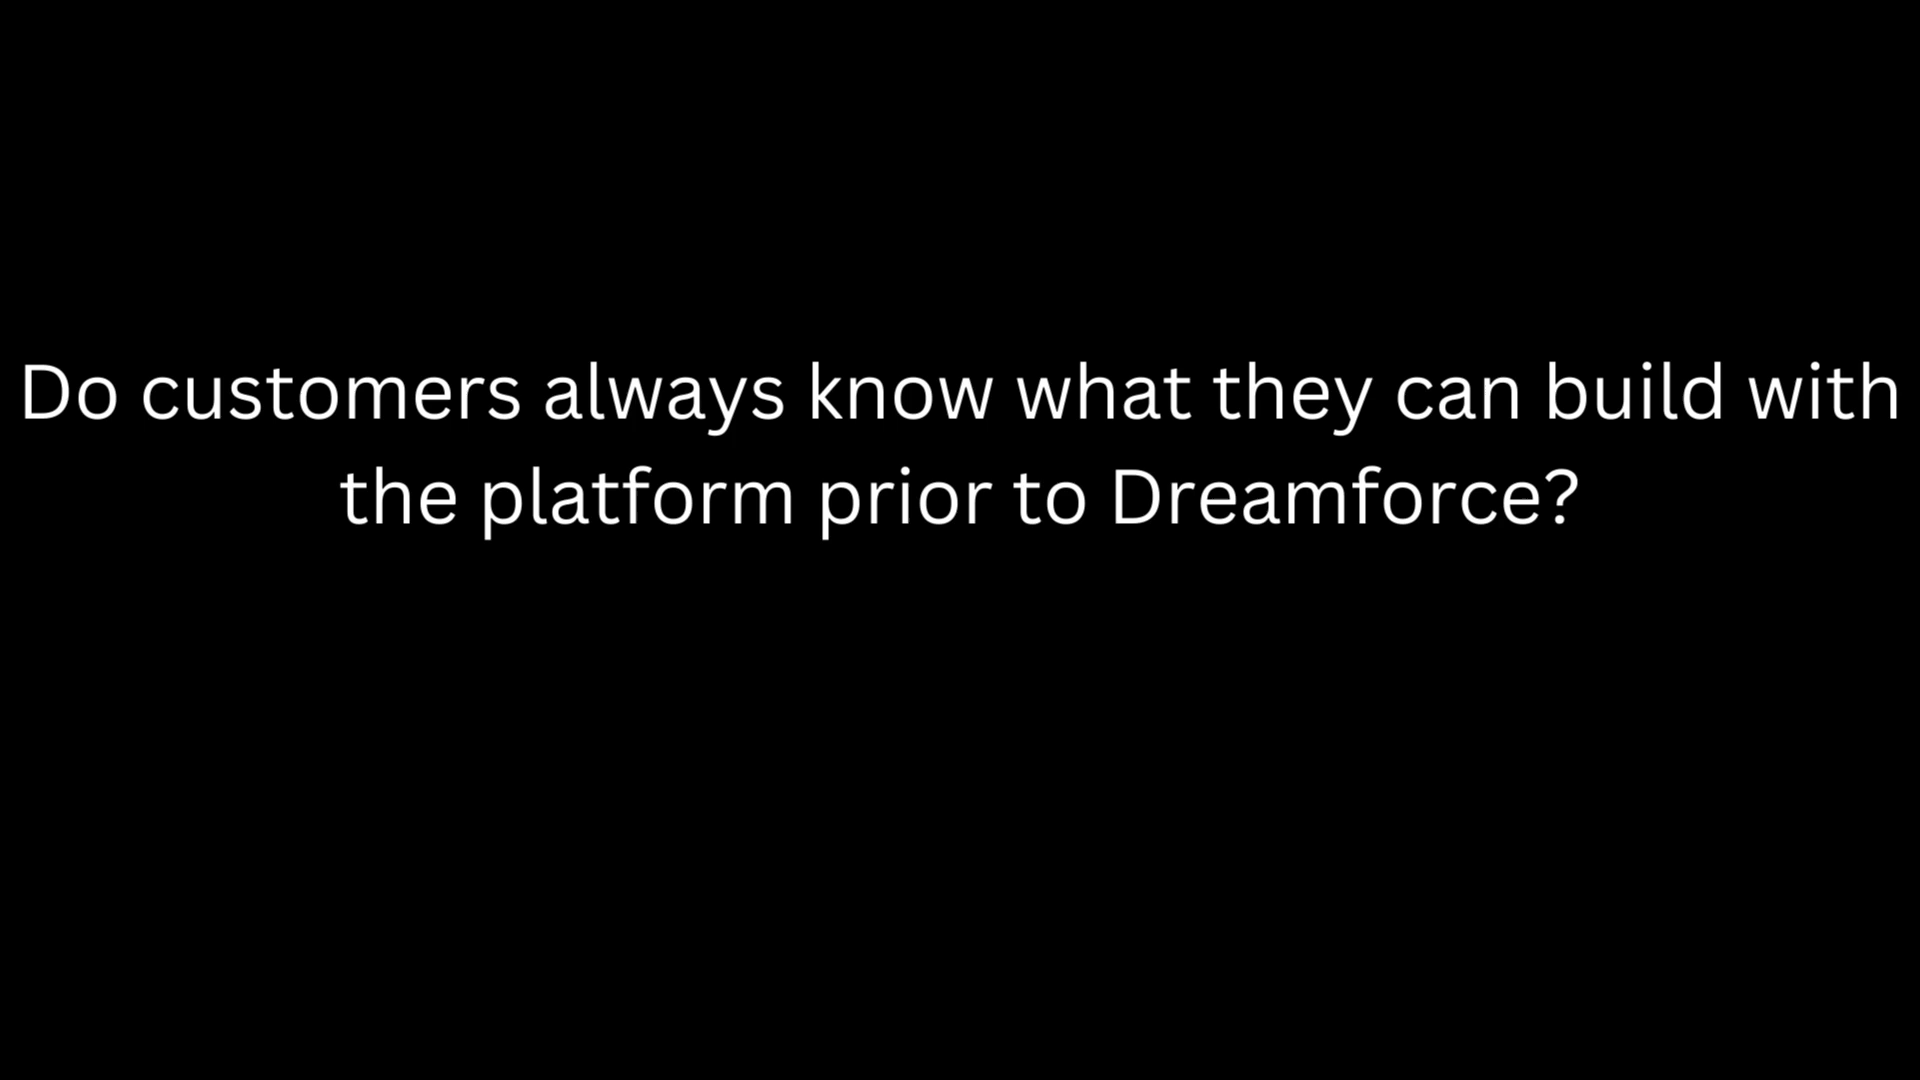 Do customers always know what they can build with
the platform prior to Dreamforce?